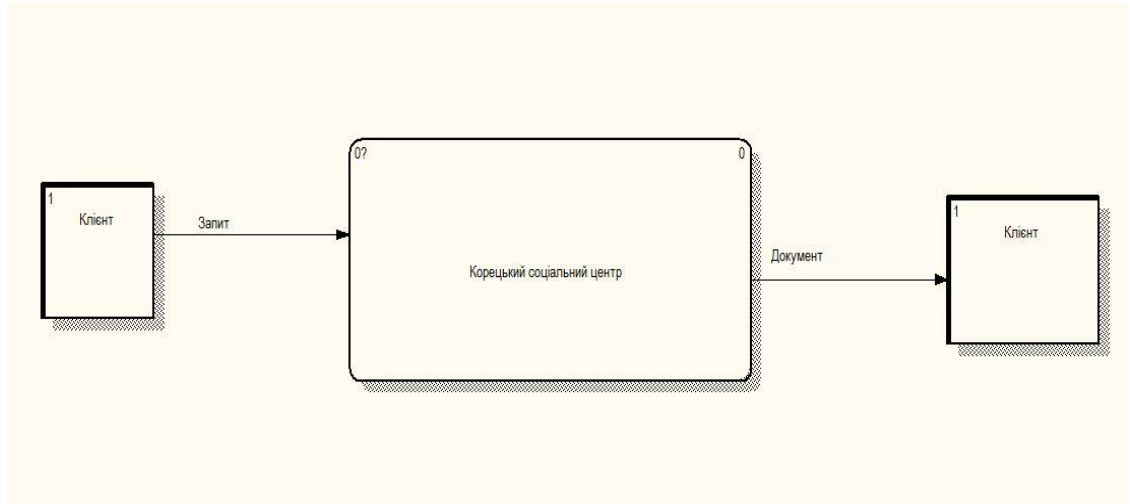 0?
0
1
Клієнт
Запит
Корецький соціальний центр
Документ
1
Клієнт